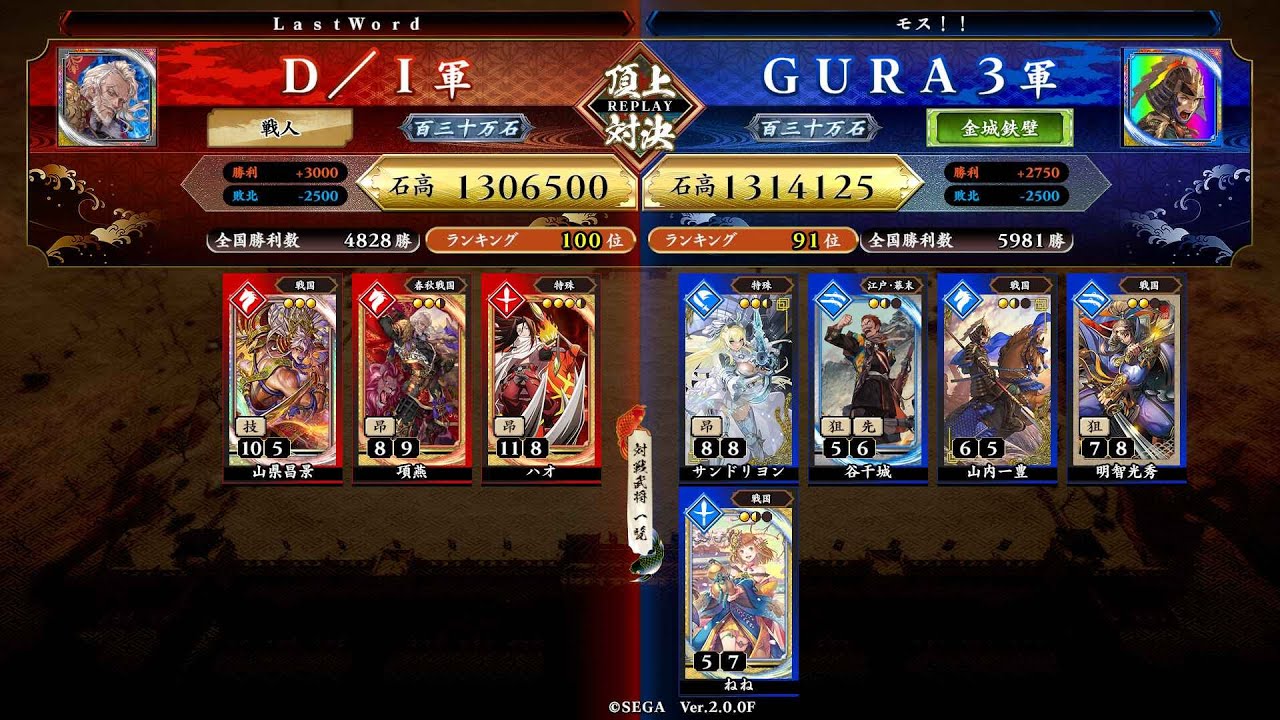 LastWord
モス！！
D／I軍
GURA3軍
頂上
REPLAY
対決
戦人
百三十万石
百三十万石
金城鉄壁
勝利 +3000
敗北 -2500
石高 1306500
石高 1314125
勝利 +2750
敗北 -2500
全国勝利数 4828勝
ランキング 100位
ランキング 91位
全国勝利数 5981勝
戦国
春秋戦国
特殊
特殊
江戸・幕末
戦国
戦国
技
昂
昂
昂
狙 先
狙
10 5
8 9
11 8
8 8
5 6
6 5
7 8
山県昌景
項燕
ハオ
サンドリヨン
谷干城
山内一豊
明智光秀
対戦武将一覧
戦国
5 7
ねね
©SEGA Ver.2.0.0F